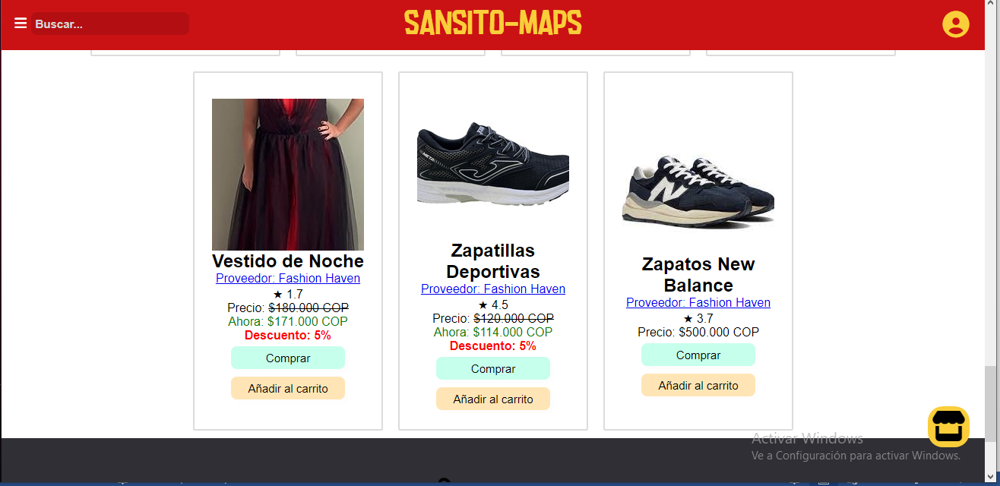 Buscar...
SANSITO-MAPS
Vestido de Noche
Proveedor: Fashion Haven
★ 1.7
Precio: $180.000 COP
Ahora: $171.000 COP
Descuento: 5%
Comprar
Añadir al carrito
Zapatillas
Deportivas
Proveedor: Fashion Haven
★ 4.5
Precio: $120.000 COP
Ahora: $114.000 COP
Descuento: 5%
Comprar
Añadir al carrito
Zapatos New
Balance
Proveedor: Fashion Haven
★ 3.7
Precio: $500.000 COP
Comprar
Añadir al carrito
Activar Windows
Ve a Configuración para activar Windows.